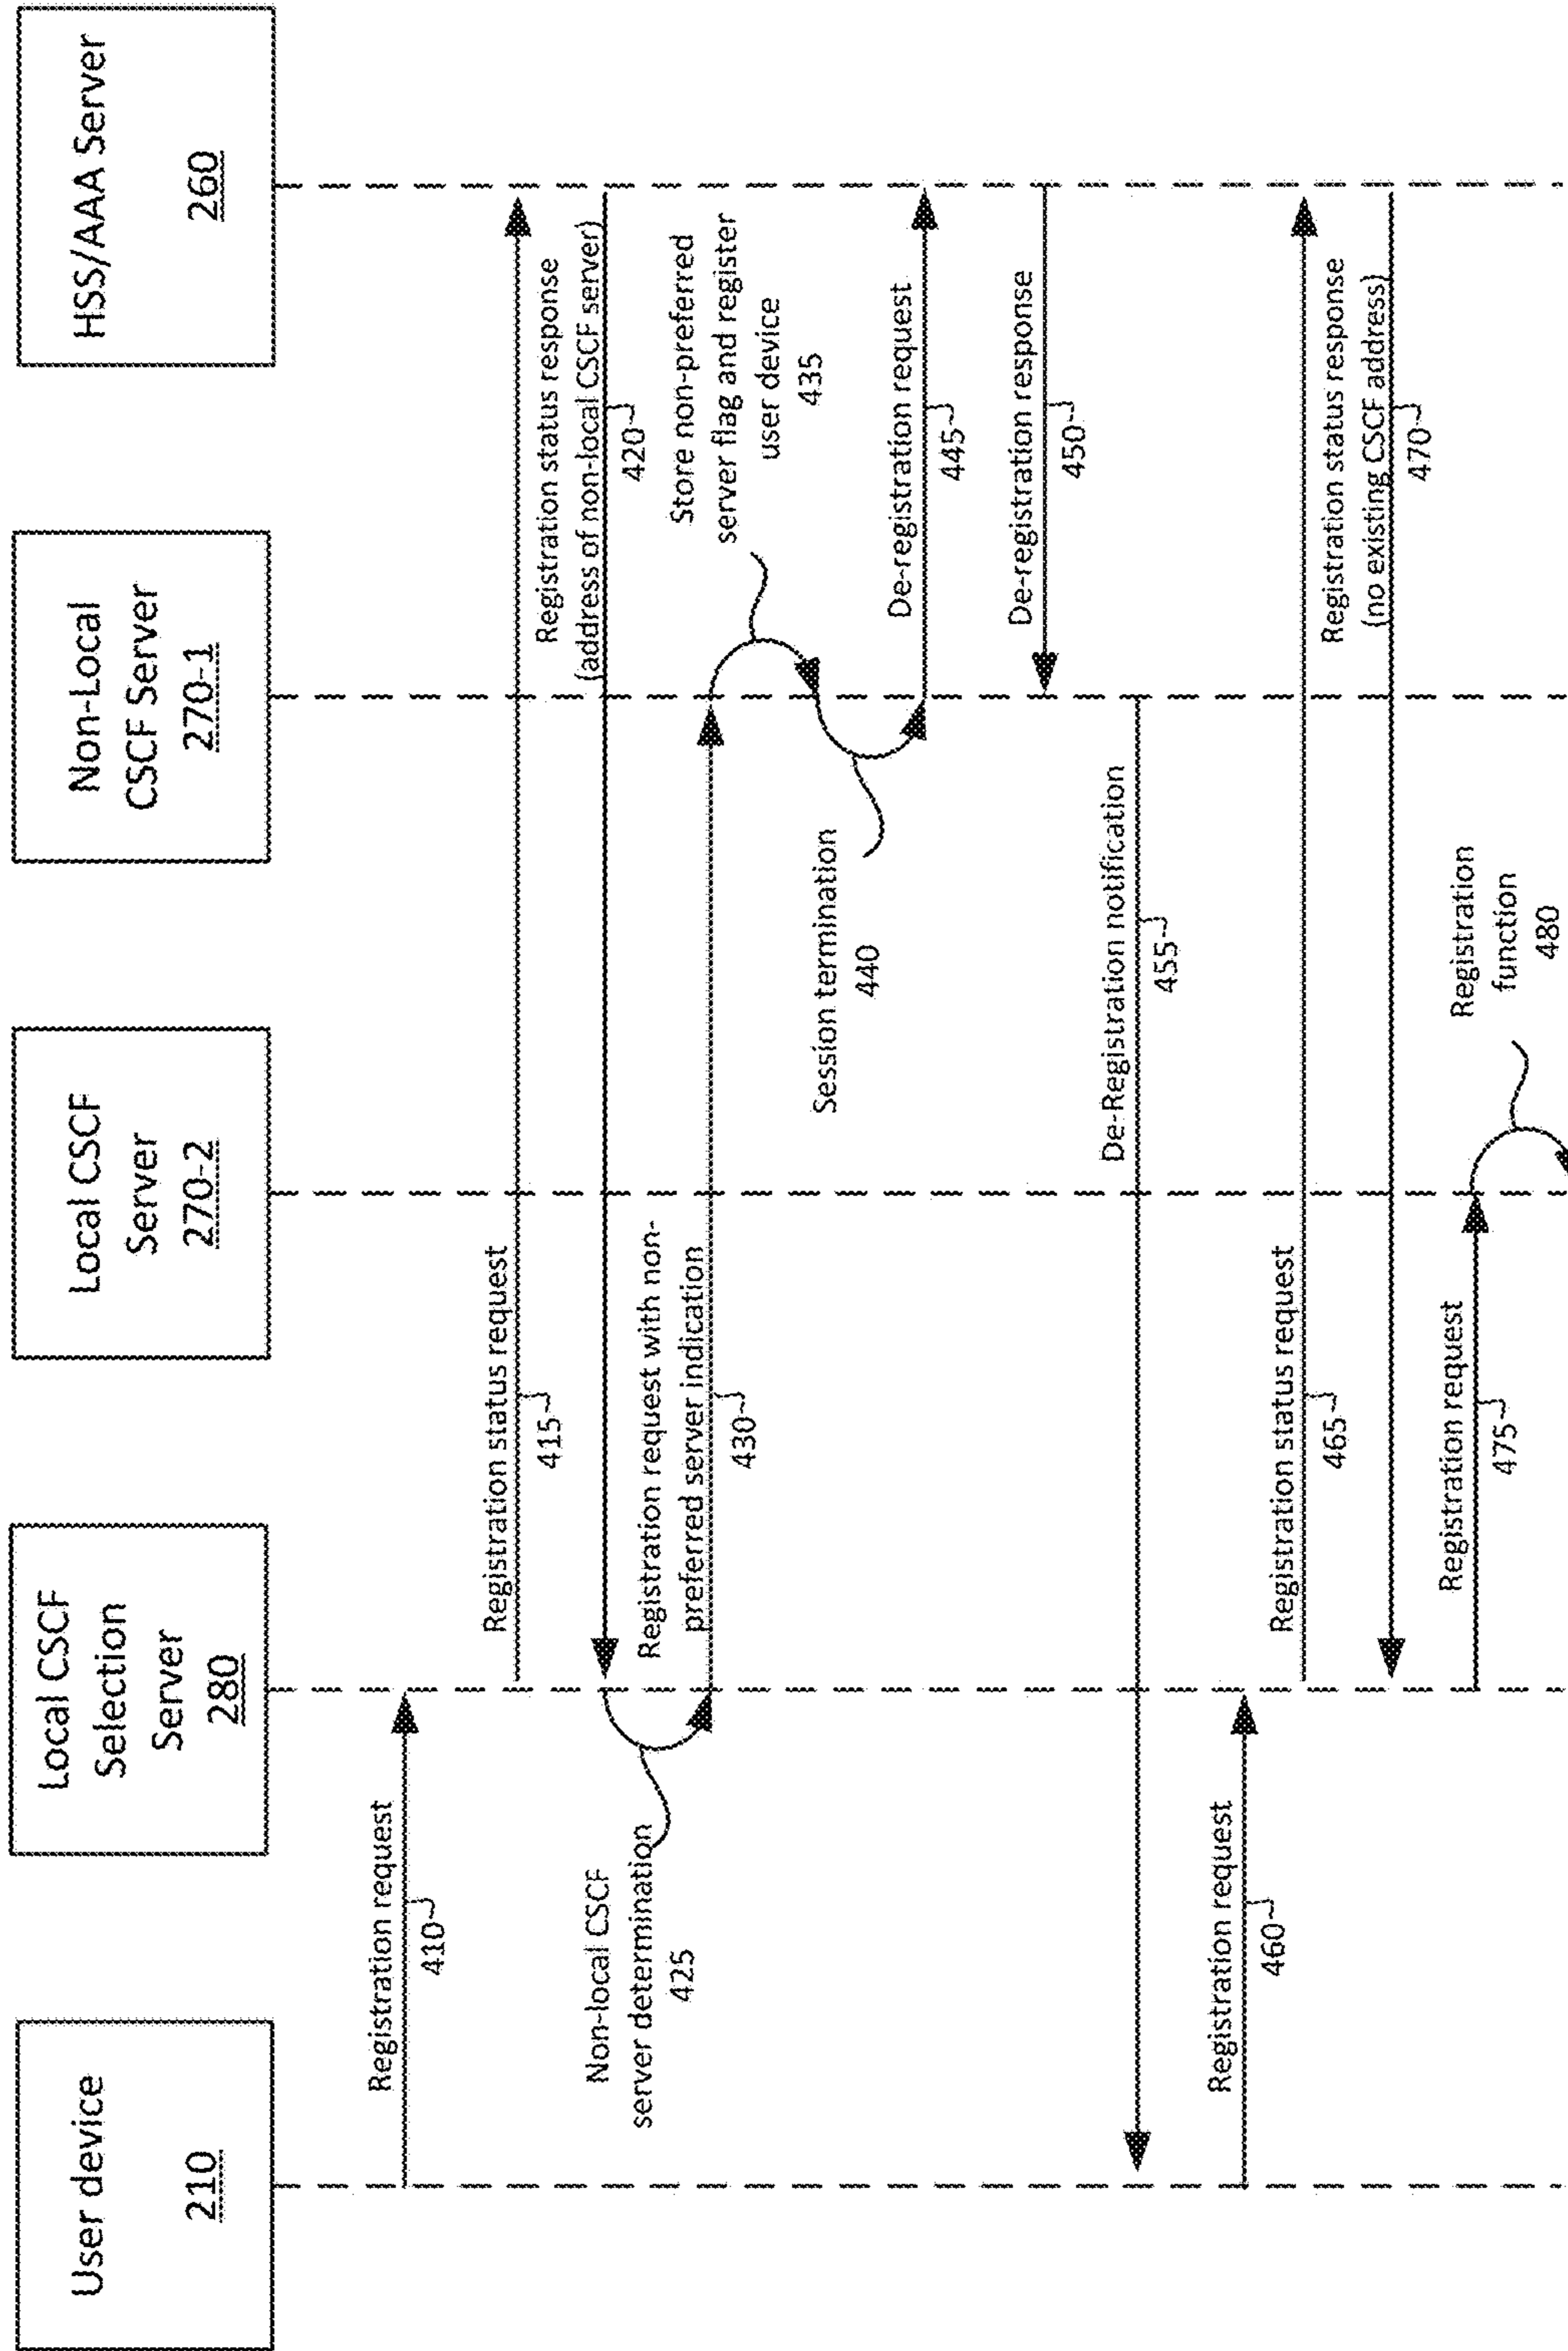 User device
210
Local CSCF
Selection
Server
280
Local CSCF
Server
270-2
Non-Local
CSCF Server
270-1
HSS/AAA Server
260
Registration request
410
Registration status request
415
Registration status response
(address of non-local CSCF server)
420
Non-local CSCF
server determination
425
Registration request with non-
preferred server indication
430
Store non-preferred
server flag and register
user device
435
Session termination
440
De-registration request
445
De-registration response
450
De-Registration notification
455
Registration request
460
Registration status request
465
Registration status response
(no existing CSCF address)
470
Registration request
475
Registration
function
480